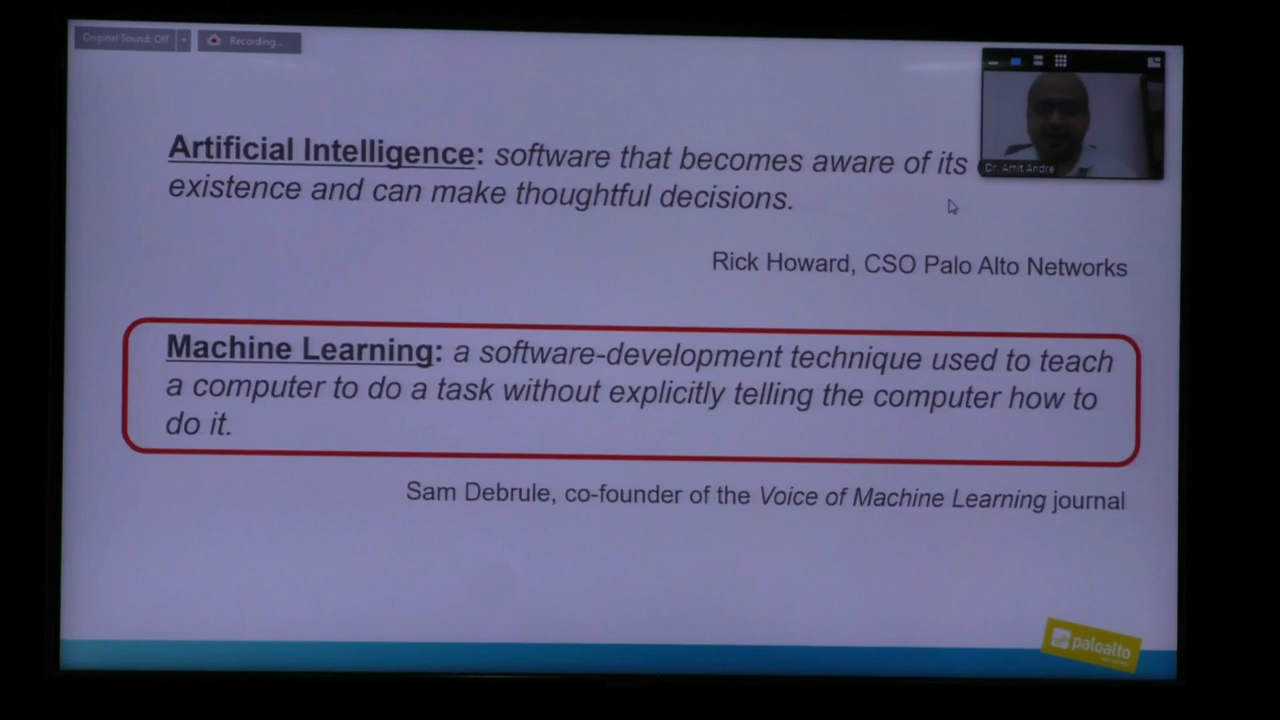 Original Sound: Off
Recording...
Dr. Amit Andre
Artificial Intelligence: software that becomes aware of its
existence and can make thoughtful decisions.
Rick Howard, CSO Palo Alto Networks
Machine Learning: a software-development technique used to teach
a computer to do a task without explicitly telling the computer how to
do it.
Sam Debrule, co-founder of the Voice of Machine Learning journal
paloalto